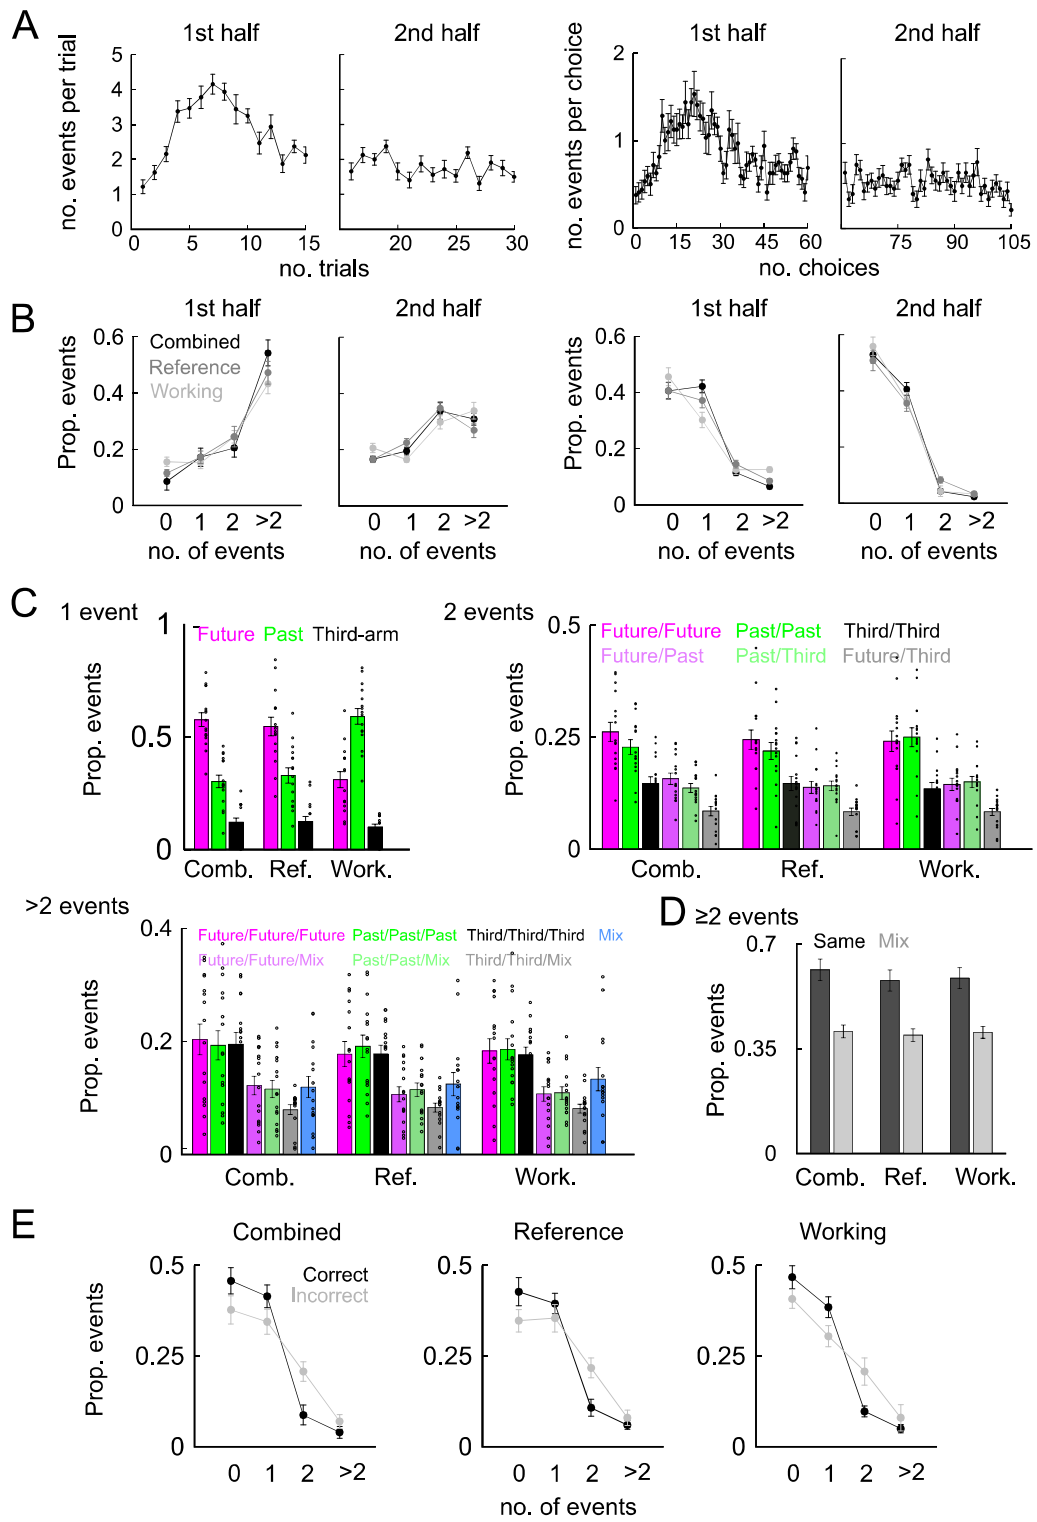 A
1st half
2nd half
1st half
2nd half
no. events per trial
5
4
3
2
1
0
0 5 10 15
20 25 30
no. trials
no. events per choice
2
1
0
0 15 30 45 60
75 90 105
no. choices
B
1st half
2nd half
1st half
2nd half
Prop. events
0.6
0.4
0.2
0
Combined
Reference
Working
0 1 2 >2
no. of events
0 1 2 >2
no. of events
Prop. events
0.6
0.4
0.2
0
0 1 2 >2
no. of events
0 1 2 >2
no. of events
C
1 event
Prop. events
1
0.5
0
Future Past Third-arm
Comb. Ref. Work.
2 events
Prop. events
0.5
0.25
0
Future/Future Past/Past Third/Third
Future/Past Past/Third Future/Third
Comb. Ref. Work.
>2 events
Prop. events
0.4
0.2
0
Future/Future/Future Past/Past/Past Third/Third/Third Mix
Future/Future/Mix Past/Past/Mix Third/Third/Mix
Comb. Ref. Work.
D
≥2 events
Prop. events
0.7
0.35
0
Same Mix
Comb. Ref. Work.
E
Combined
Reference
Working
Prop. events
0.5
0.25
0
Correct
Incorrect
0 1 2 >2
0.5
0.25
0
0 1 2 >2
0.5
0.25
0
0 1 2 >2
no. of events